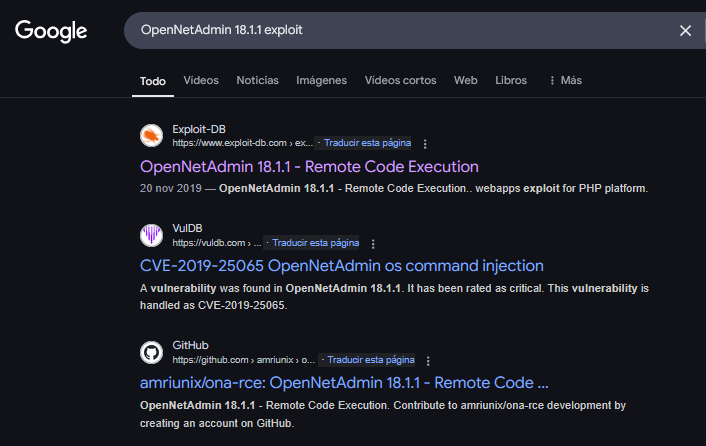 Google
OpenNetAdmin 18.1.1 exploit
Todo Vídeos Noticias Imágenes Videos cortos Web Libros Más
Exploit-DB
https://www.exploit-db.com › ex... · Traducir esta página
OpenNetAdmin 18.1.1 - Remote Code Execution
20 nov 2019 — OpenNetAdmin 18.1.1 - Remote Code Execution.. webapps exploit for PHP platform.
VulDB
https://vuldb.com › ... · Traducir esta página
CVE-2019-25065 OpenNetAdmin os command injection
A vulnerability was found in OpenNetAdmin 18.1.1. It has been rated as critical. This vulnerability is
handled as CVE-2019-25065.
GitHub
https://github.com › amriunix › o... · Traducir esta página
amriunix/ona-rce: OpenNetAdmin 18.1.1 - Remote Code ...
OpenNetAdmin 18.1.1 - Remote Code Execution. Contribute to amriunix/ona-rce development by
creating an account on GitHub.